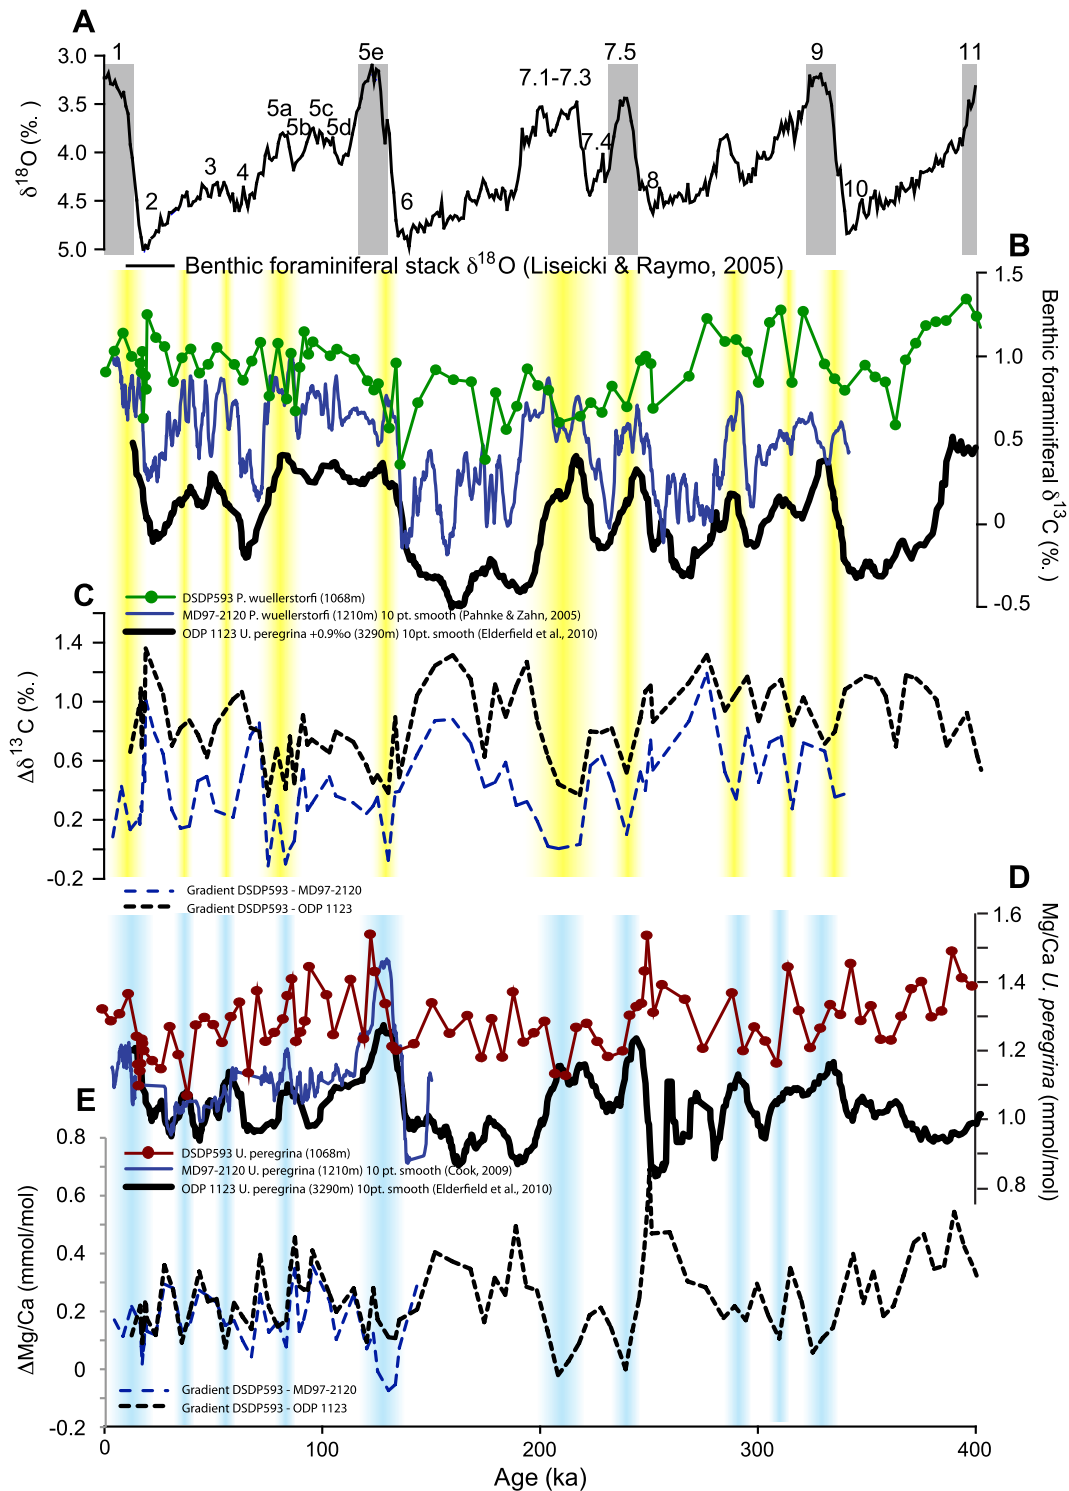 A
1
5e
7.5
9
11
3.0
3.5
4.0
4.5
5.0
δ18O (%. )
7.1-7.3
5a
5c
5b
5d
7.4
3
4
8
10
2
6
Benthic foraminiferal stack δ18O (Liseicki & Raymo, 2005)
B
1.5
1.0
0.5
0
-0.5
Benthic foraminiferal δ13C (%. )
C
DSDP593 P. wuellerstorfi (1068m)
MD97-2120 P. wuellerstorfi (1210m) 10 pt. smooth (Pahnke & Zahn, 2005)
ODP 1123 U. peregrina +0.9%o (3290m) 10pt. smooth (Elderfield et al., 2010)
1.4
1.0
0.6
0.2
-0.2
Δδ13C (%. )
Gradient DSDP593 - MD97-2120
Gradient DSDP593 - ODP 1123
D
1.6
1.4
1.2
1.0
0.8
Mg/Ca U. peregrina (mmol/mol)
E
DSDP593 U. peregrina (1068m)
MD97-2120 U. peregrina (1210m) 10 pt. smooth (Cook, 2009)
ODP 1123 U. peregrina (3290m) 10pt. smooth (Elderfield et al., 2010)
0.8
0.6
0.4
0.2
0
-0.2
ΔMg/Ca (mmol/mol)
Gradient DSDP593 - MD97-2120
Gradient DSDP593 - ODP 1123
0
100
200
300
400
Age (ka)